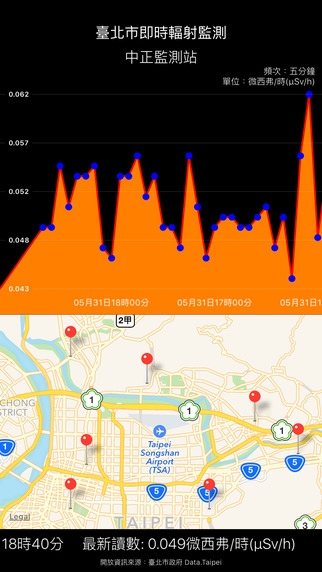 臺北市即時輻射監測
中正監測站
頻次：五分鐘
單位：微西弗/時(μSv/h)
0.062
0.057
0.052
0.048
0.043
05月31日18時00分
05月31日17時00分
05月31日1
2甲
1
1
1
CHONG
STRICT
Taipei
Songshan
Airport
(TSA)
1
5
5
5
5
3
Legal
TAIPEI
18時40分 最新讀數: 0.049微西弗/時(μSv/h)
開放資訊來源：臺北市政府 Data.Taipei